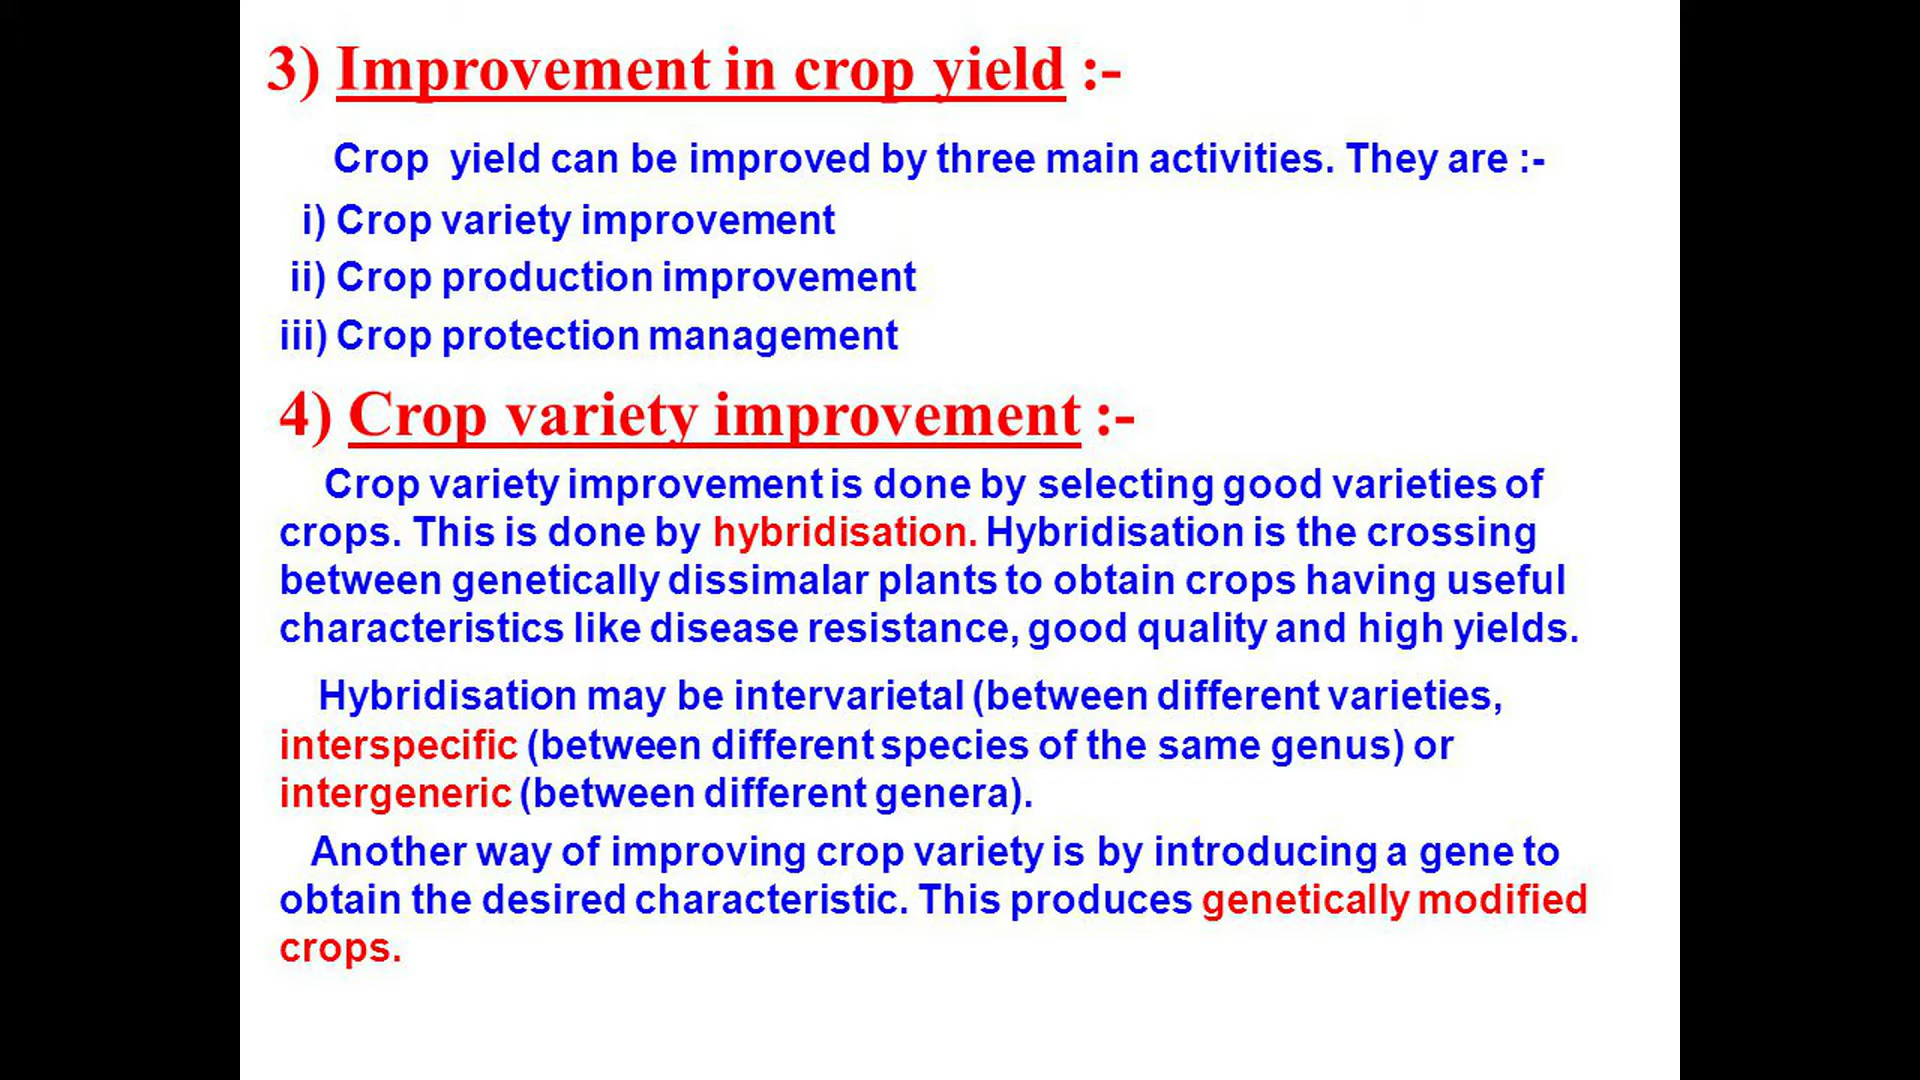 3) Improvement in crop yield :-
Crop yield can be improved by three main activities. They are :-
i) Crop variety improvement
ii) Crop production improvement
iii) Crop protection management
4) Crop variety improvement :-
Crop variety improvement is done by selecting good varieties of
crops. This is done by hybridisation. Hybridisation is the crossing
between genetically dissimalar plants to obtain crops having useful
characteristics like disease resistance, good quality and high yields.
Hybridisation may be intervarietal (between different varieties,
interspecific (between different species of the same genus) or
intergeneric (between different genera).
Another way of improving crop variety is by introducing a gene to
obtain the desired characteristic. This produces genetically modified
crops.